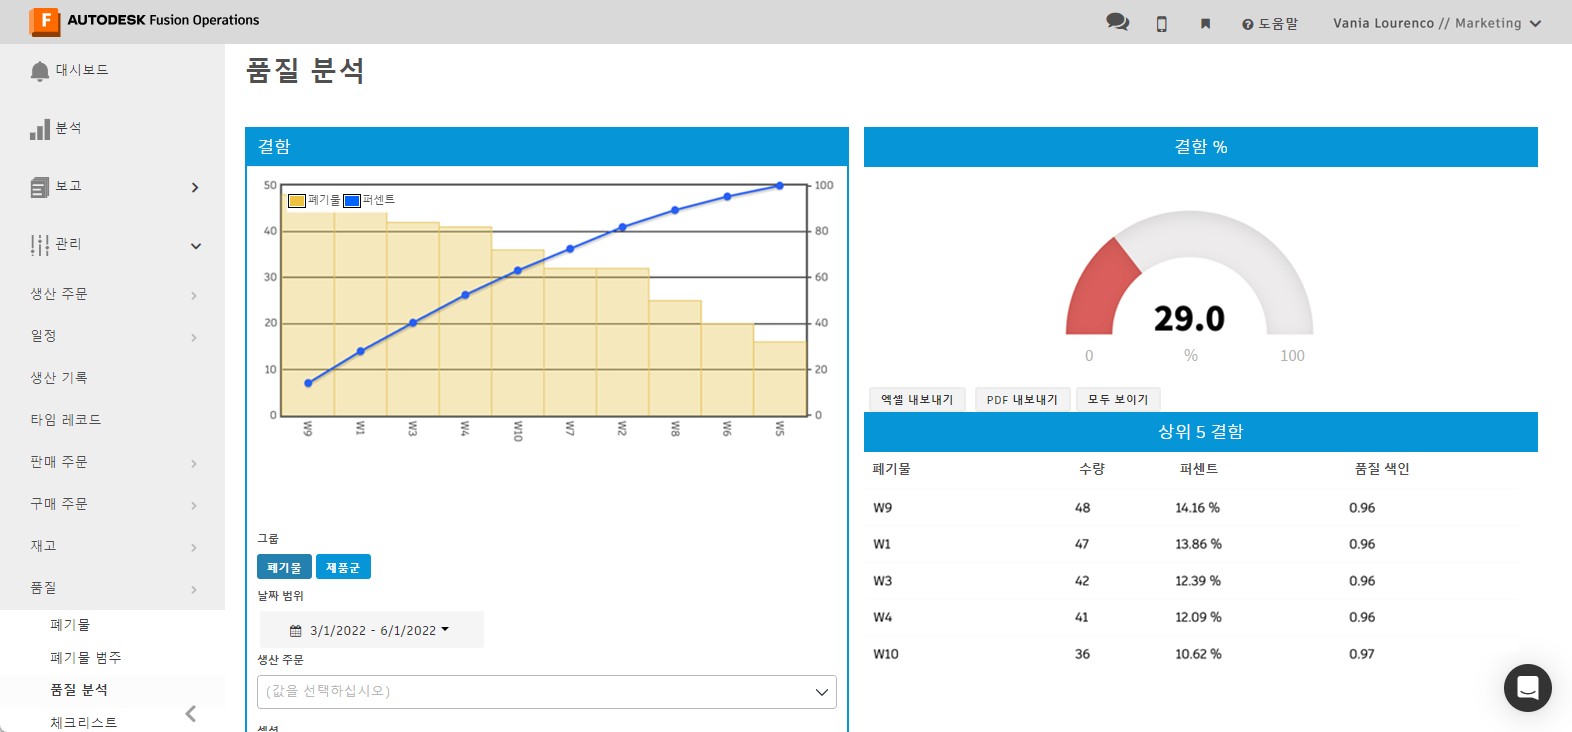 AUTODESK Fusion Operations
도움말
Vania Lourenco // Marketing
대시보드
분석
보고
관리
생산 주문
일정
생산 기록
타임 레코드
판매 주문
구매 주문
재고
품질
폐기물
폐기물 범주
품질 분석
체크리스트
품질 분석
결함
폐기물 퍼센트
50 100
40 80
30 60
20 40
10 20
0 0
W9 W1 W3 W4 W10 W7 W2 W8 W6 W5
그룹
폐기물 제품군
날짜 범위
3/1/2022 - 6/1/2022
생산 주문
(값을 선택하십시오)
결함 %
29.0
0 % 100
엑셀 내보내기 PDF 내보내기 모두 보이기
상위 5 결함
폐기물 수량 퍼센트 품질 색인
W9 48 14.16 % 0.96
W1 47 13.86 % 0.96
W3 42 12.39 % 0.96
W4 41 12.09 % 0.96
W10 36 10.62 % 0.97